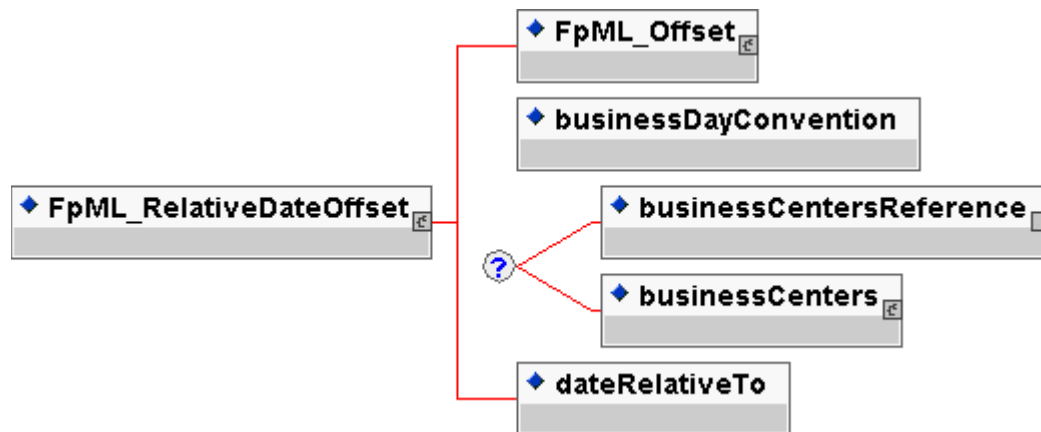 FpML_Offset
businessDayConvention
FpML_RelativeDateOffset
businessCentersReference
?
businessCenters
dateRelativeTo